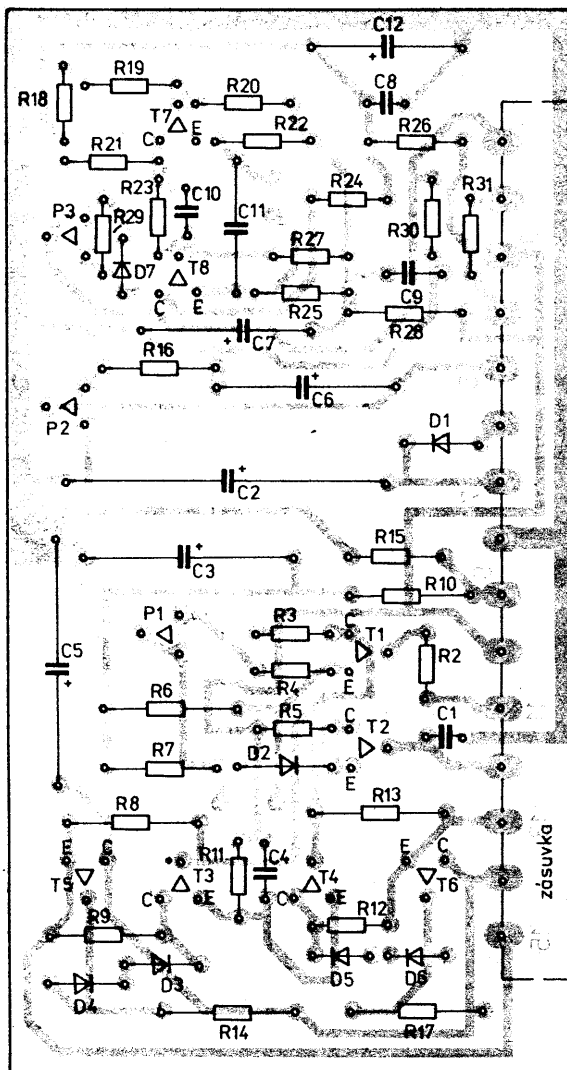 C12
R19
C8
R18
R20
T7
R22
R26
C
E
R21
R23
C10
R24
R31
P3
R29
C11
R30
R27
D7
T8
C9
R25
C
E
C7
R28
R16
C6
P2
D1
C2
R15
C3
R10
P1
R3
C
T1
C5
R2
R4
E
R6
R5
C
T2
C1
R7
D2
E
R8
R13
R11
C4
E
C
E
C
T5
T3
T4
T6
zásuvka
C
E
C
E
R9
R12
D4
D3
D5
D6
R14
R17